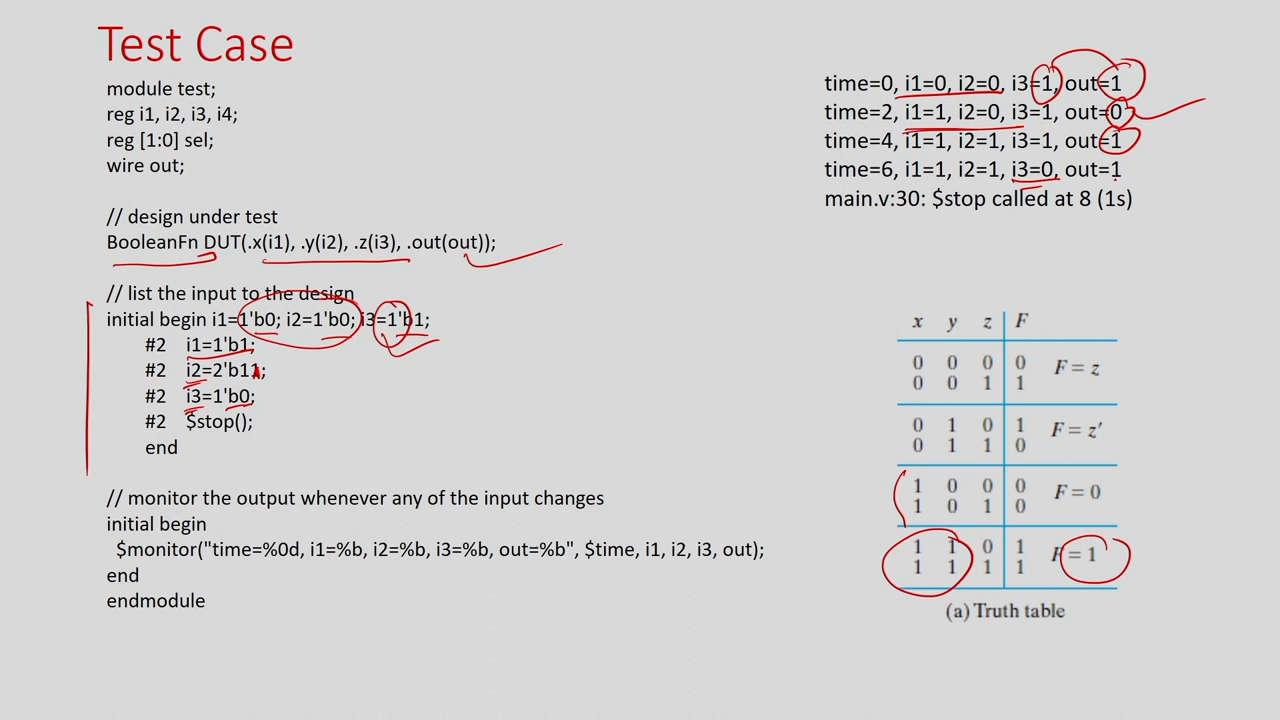 Test Case
module test;
reg i1, i2, i3, i4;
reg [1:0] sel;
wire out;
// design under test
BooleanFn DUT(.x(i1), .y(i2), .z(i3), .out(out));
// list the input to the design
initial begin i1=1'b0; i2=1'b0; i3=1'b1;
#2 i1=1'b1;
#2 i2=2'b11;
#2 i3=1'b0;
#2 $stop();
end
// monitor the output whenever any of the input changes
initial begin
$monitor("time=%0d, i1=%b, i2=%b, i3=%b, out=%b", $time, i1, i2, i3, out);
end
endmodule
time=0, i1=0, i2=0, i3=1, out=1
time=2, i1=1, i2=0, i3=1, out=0
time=4, i1=1, i2=1, i3=1, out=1
time=6, i1=1, i2=1, i3=0, out=1
main.v:30: $stop called at 8 (1s)
x y z F
0 0 0 0
F = z
0 0 1 1
0 1 0 1
F = z'
0 1 1 0
1 0 0 0
F = 0
1 0 1 0
1 1 0 1
F = 1
1 1 1 1
(a) Truth table